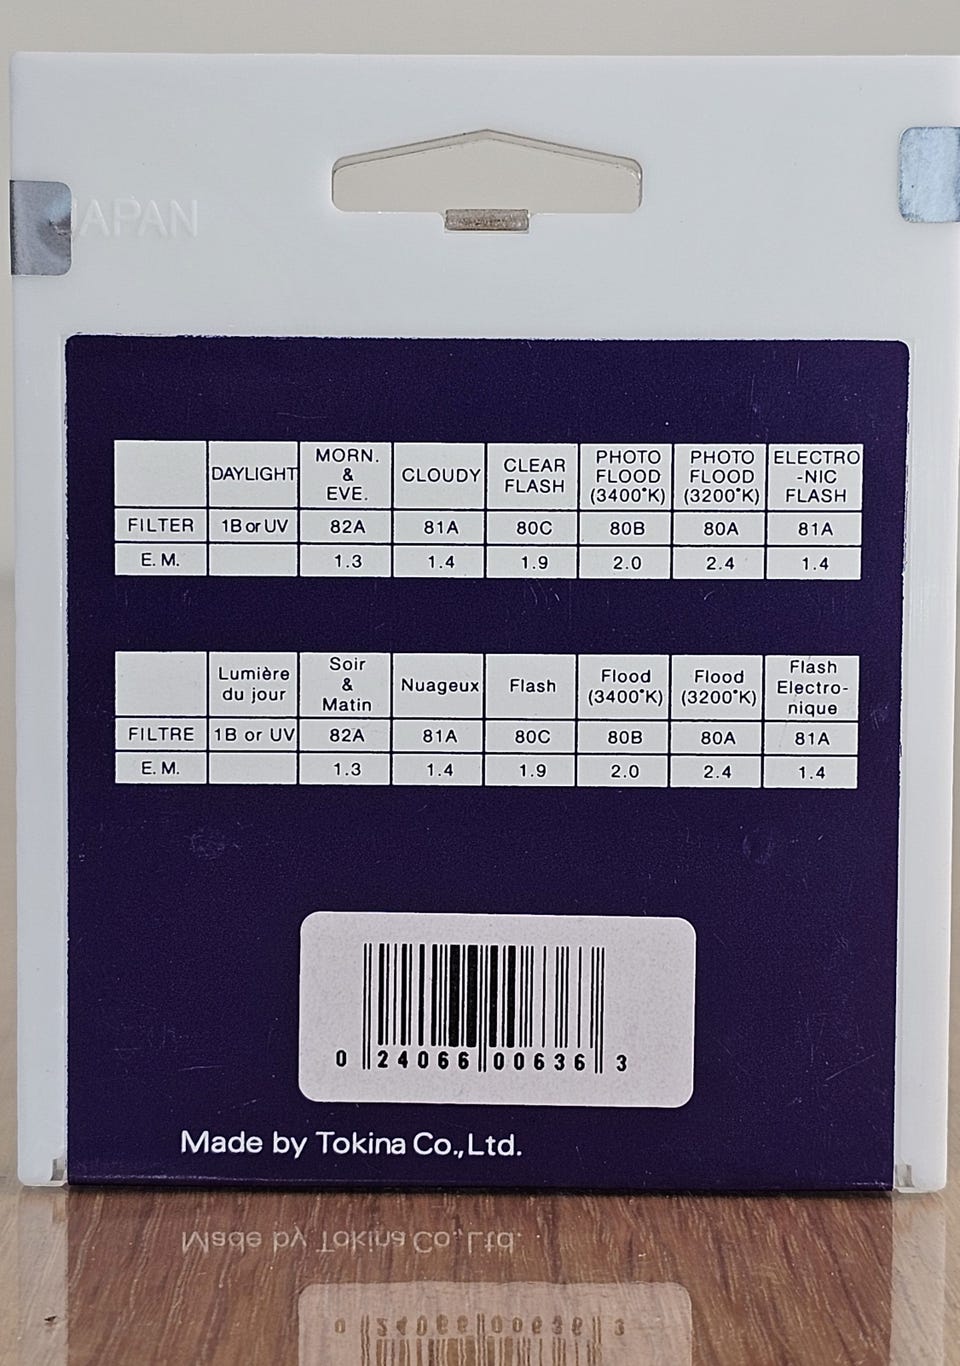 JAPAN
DAYLIGHT MORN. & EVE. CLOUDY CLEAR FLASH PHOTO FLOOD (3400°K) PHOTO FLOOD (3200°K) ELECTRO-NIC FLASH
FILTER 1B or UV 82A 81A 80C 80B 80A 81A
E.M. 1.3 1.4 1.9 2.0 2.4 1.4
Lumière du jour Soir & Matin Nuageux Flash Flood (3400°K) Flood (3200°K) Flash Electro-nique
FILTRE 1B or UV 82A 81A 80C 80B 80A 81A
E.M. 1.3 1.4 1.9 2.0 2.4 1.4
0 24066 00636 3
Made by Tokina Co., Ltd.